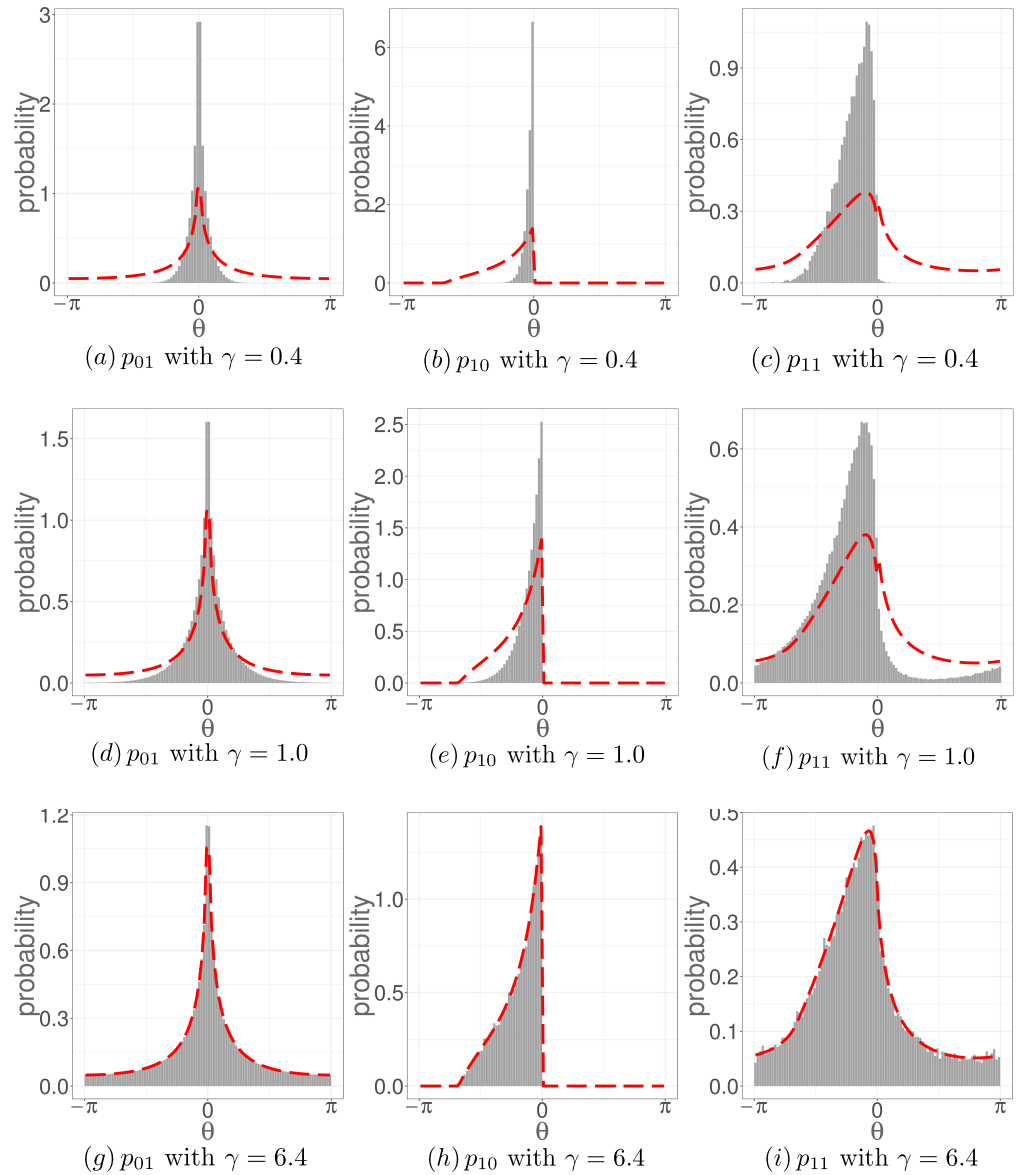 3
2
1
0
probability
−π
0
π
θ
(a) p01 with γ = 0.4
6
4
2
0
probability
−π
0
π
θ
(b) p10 with γ = 0.4
0.9
0.6
0.3
0.0
probability
−π
0
π
θ
(c) p11 with γ = 0.4
1.5
1.0
0.5
0.0
probability
−π
0
π
θ
(d) p01 with γ = 1.0
2.5
2.0
1.5
1.0
0.5
0.0
probability
−π
0
π
θ
(e) p10 with γ = 1.0
0.6
0.4
0.2
0.0
probability
−π
0
π
θ
(f) p11 with γ = 1.0
1.2
0.9
0.6
0.3
0.0
probability
−π
0
π
θ
(g) p01 with γ = 6.4
1.0
0.5
0.0
probability
−π
0
π
θ
(h) p10 with γ = 6.4
0.5
0.4
0.3
0.2
0.1
0.0
probability
−π
0
π
θ
(i) p11 with γ = 6.4